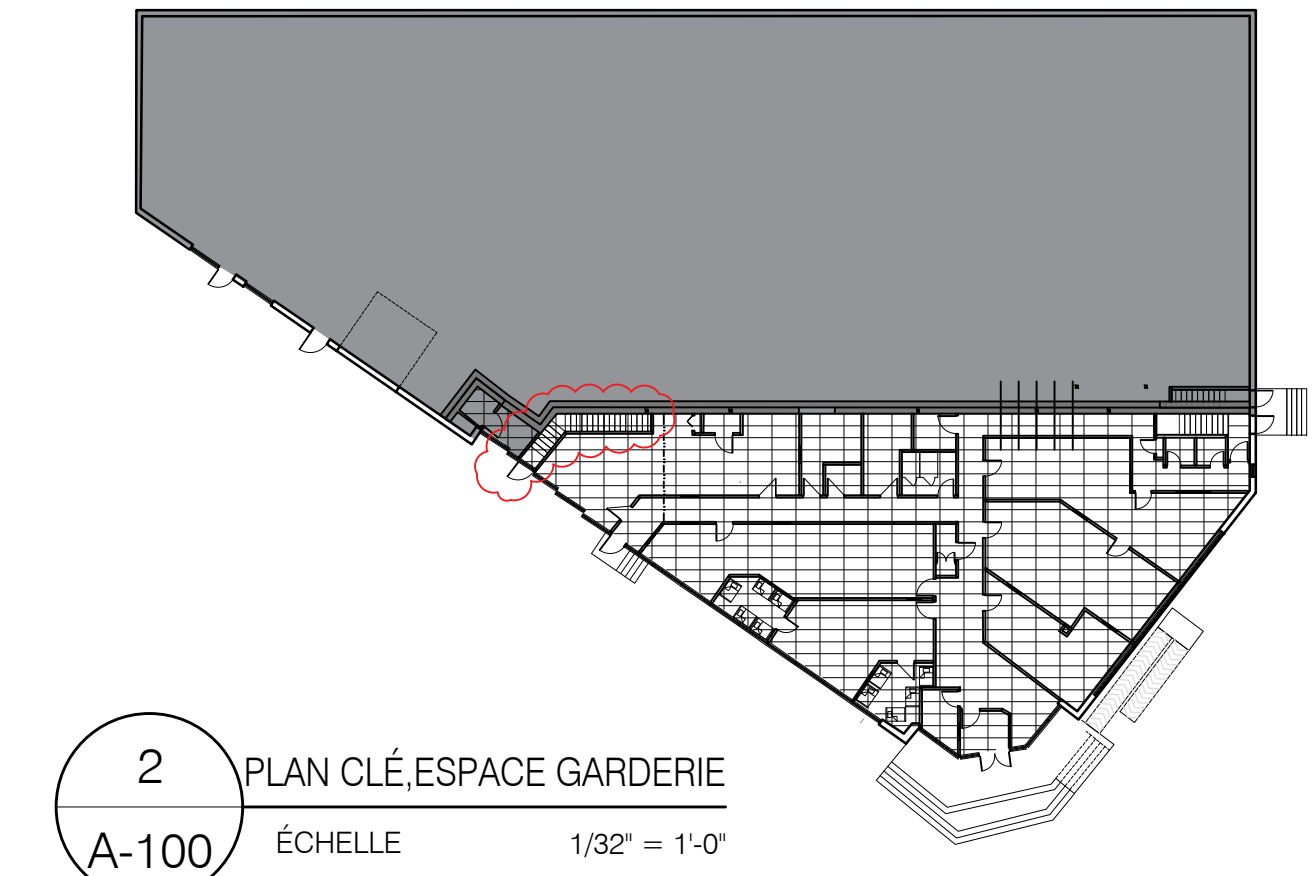 2
PLAN CLÉ,ESPACE GARDERIE
A-100
ÉCHELLE 1/32" = 1'-0"